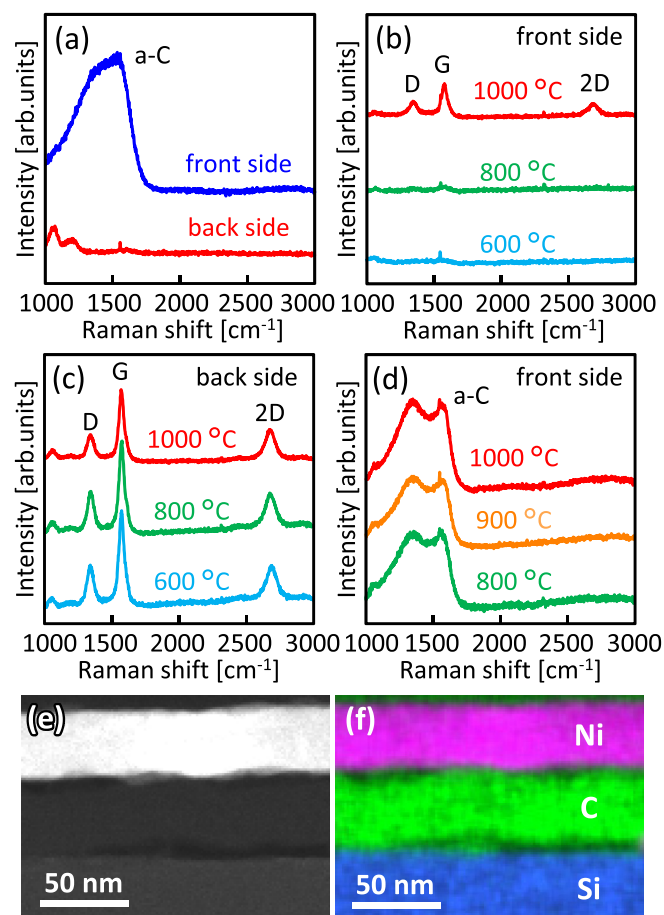 (a)
a-C
front side
back side
Intensity [arb.units]
1000 1500 2000 2500 3000
Raman shift [cm⁻¹]
(b)
front side
D
G
1000 °C
2D
800 °C
600 °C
Intensity [arb.units]
1000 1500 2000 2500 3000
Raman shift [cm⁻¹]
(c)
G
back side
D
2D
1000 °C
800 °C
600 °C
Intensity [arb.units]
1000 1500 2000 2500 3000
Raman shift [cm⁻¹]
(d)
front side
a-C
1000 °C
900 °C
800 °C
Intensity [arb.units]
1000 1500 2000 2500 3000
Raman shift [cm⁻¹]
(e)
50 nm
(f)
Ni
C
Si
50 nm